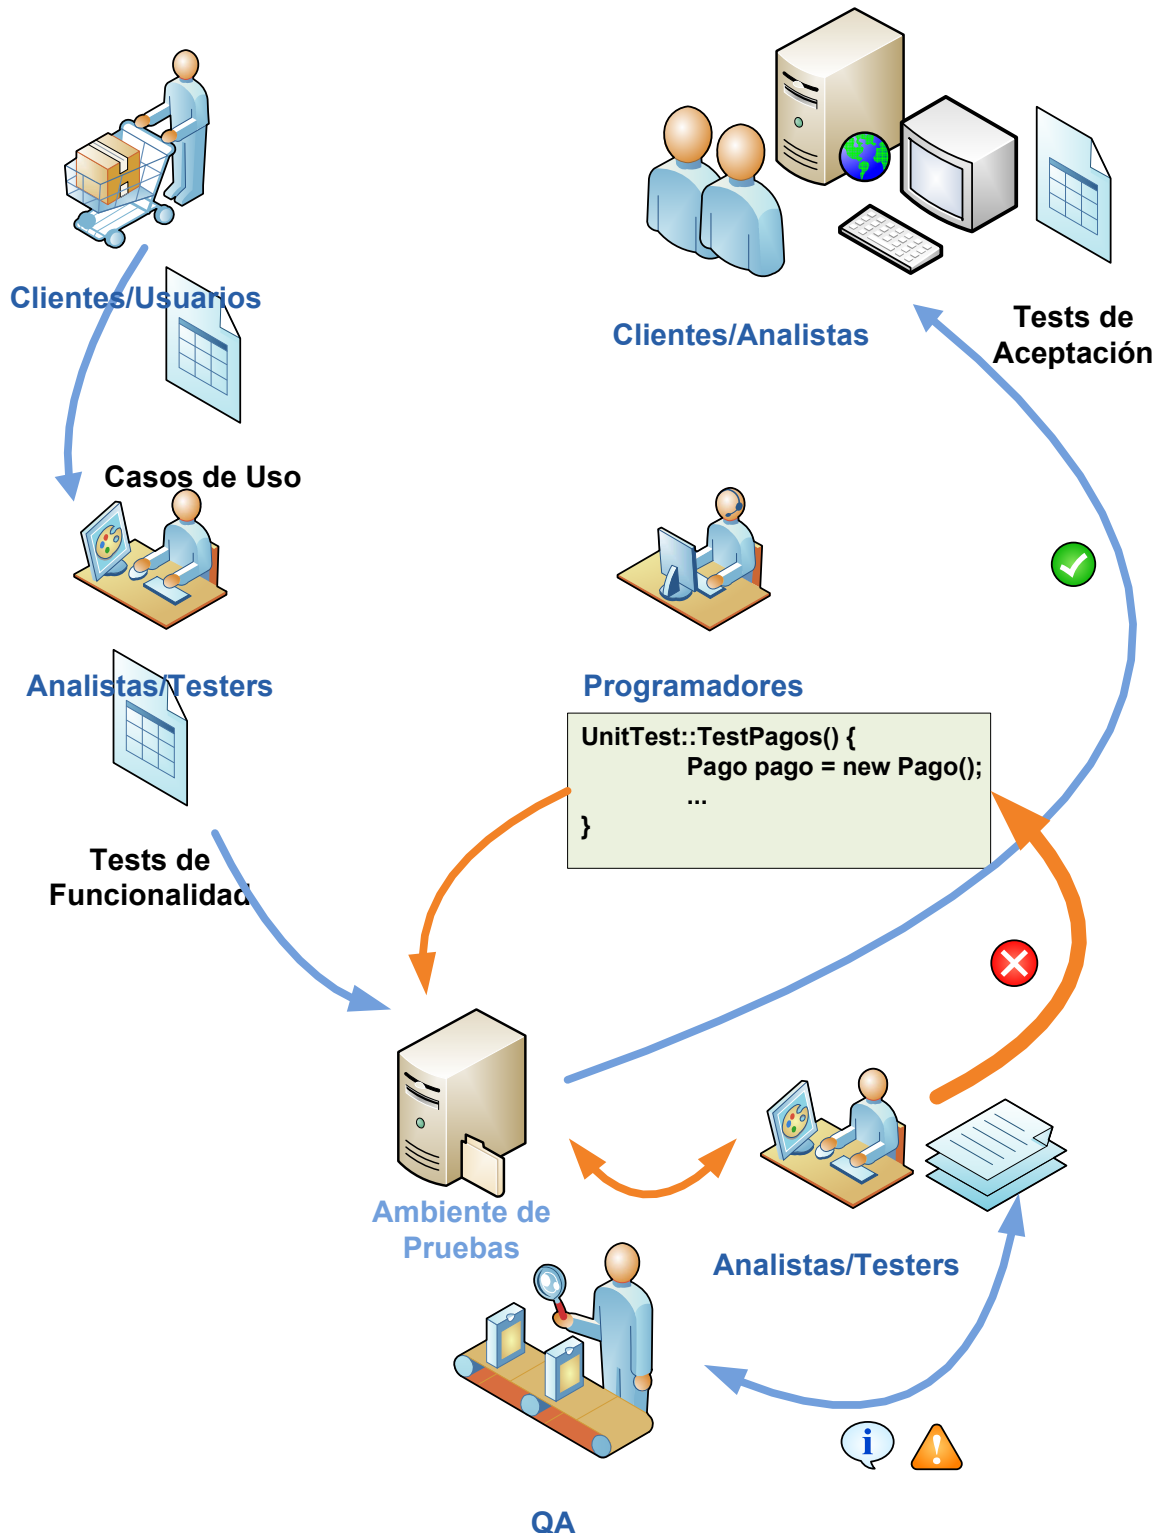 Clientes/Usuarios
Clientes/Analistas
Tests de
Aceptación
Casos de Uso
Analistas/Testers
Programadores
UnitTest::TestPagos() {
Pago pago = new Pago();
...
}
Tests de
Funcionalidad
Ambiente de
Pruebas
Analistas/Testers
i
!
QA